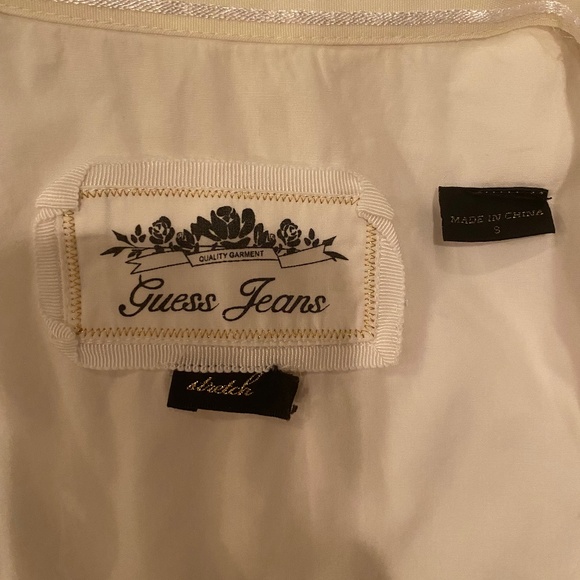 QUALITY GARMENT
Guess Jeans
stretch
MADE IN CHINA
S